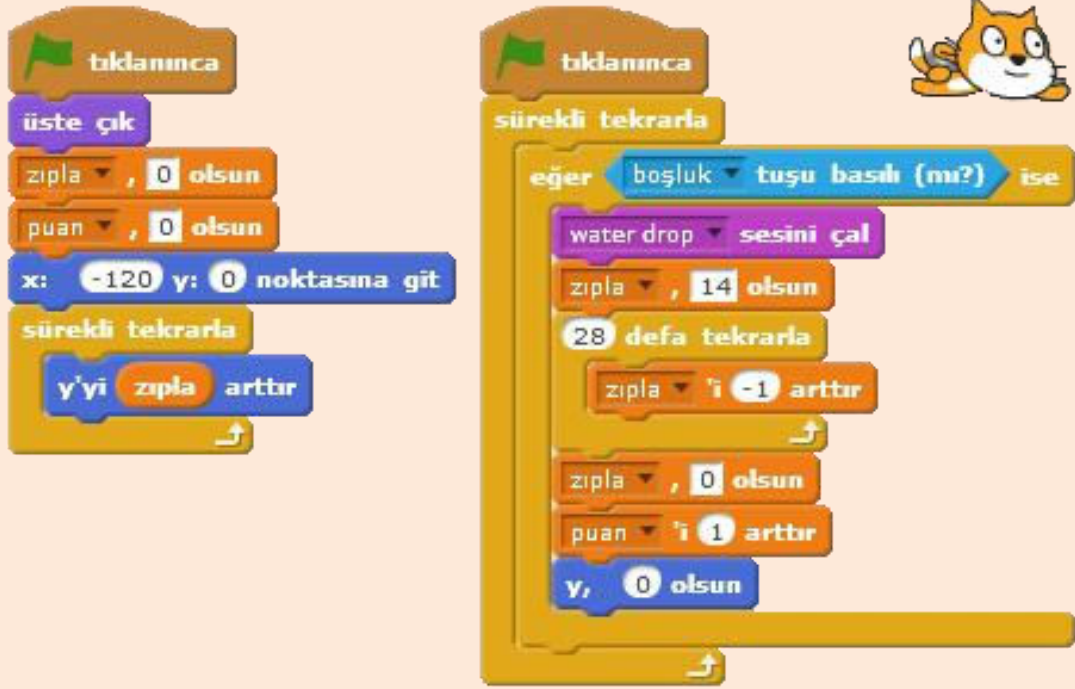 tıklanınca
üste çık
zıpla , 0 olsun
puan , 0 olsun
x: -120 y: 0 noktasına git
sürekli tekrarla
y'yi zıpla arttır
tıklanınca
sürekli tekrarla
eğer boşluk tuşu basılı (mı?) ise
water drop sesini çal
zıpla , 14 olsun
28 defa tekrarla
zıpla 'i -1 arttır
zıpla , 0 olsun
puan 'i 1 arttır
y, 0 olsun